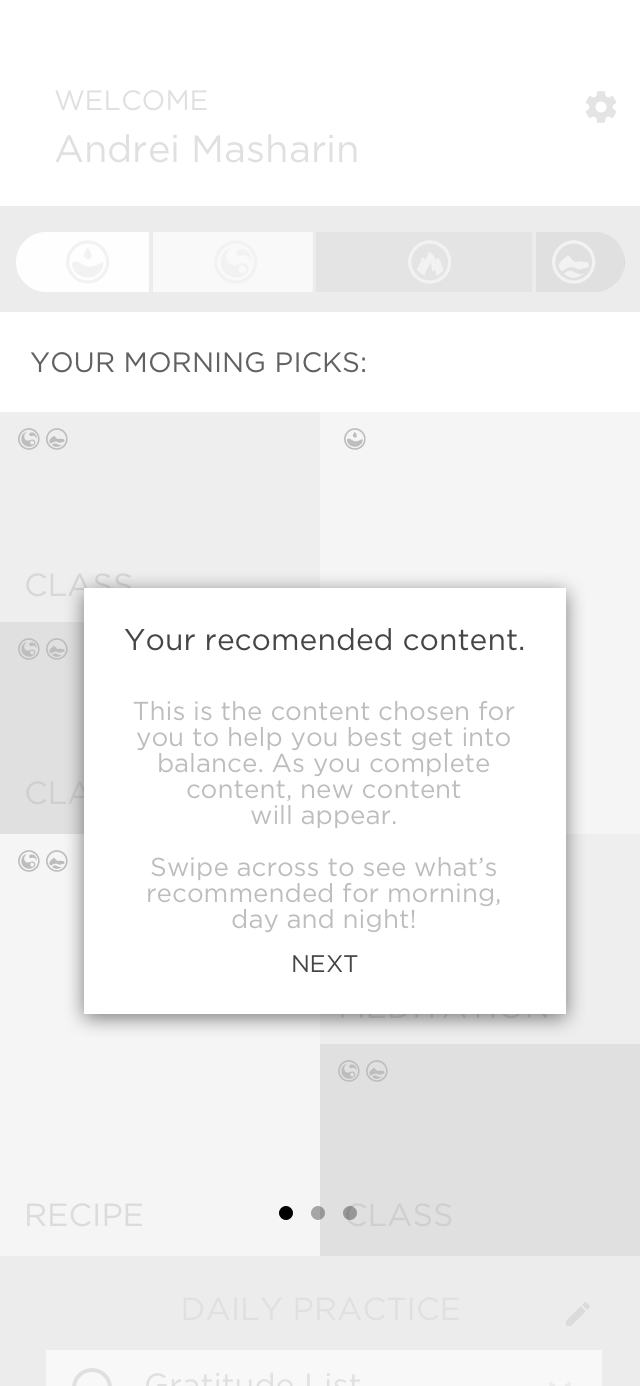 WELCOME
Andrei Masharin
YOUR MORNING PICKS:
CLASS
Your recomended content.
This is the content chosen for
you to help you best get into
balance. As you complete
content, new content
will appear.
Swipe across to see what's
recommended for morning,
day and night!
NEXT
CLA
MEDITATION
RECIPE
CLASS
DAILY PRACTICE
Gratitude List